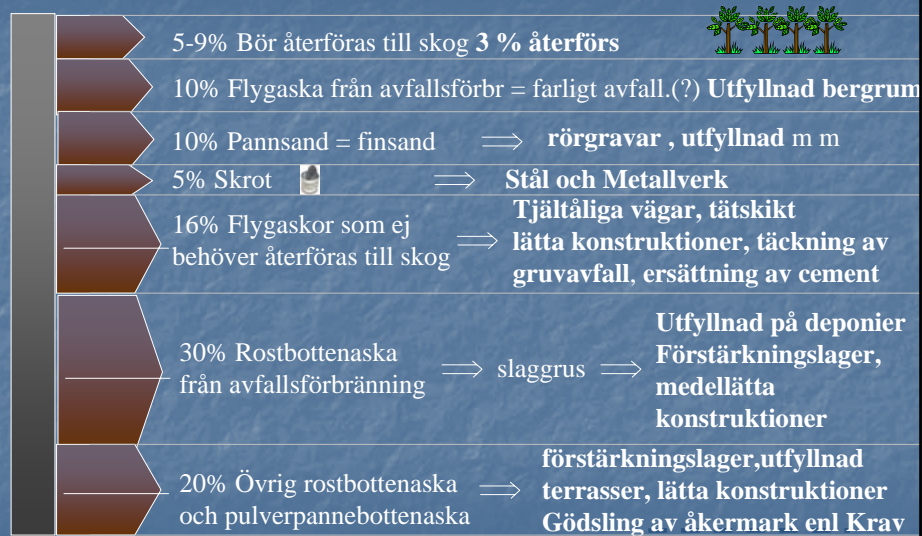 5-9% Bör återföras till skog 3 % återförs
10% Flygaska från avfallsförbr = farligt avfall.(?) Utfyllnad bergrum
10% Pannsand = finsand ⇒ rörgravar , utfyllnad m m
5% Skrot ⇒ Stål och Metallverk
16% Flygaskor som ej
behöver återföras till skog
⇒
Tjältåliga vägar, tätskikt
lätta konstruktioner, täckning av
gruvavfall, ersättning av cement
30% Rostbottenaska
från avfallsförbränning
⇒ slaggrus ⇒
Utfyllnad på deponier
Förstärkningslager,
medellätta
konstruktioner
20% Övrig rostbottenaska
och pulverpannebottenaska
⇒
förstärkningslager,utfyllnad
terrasser, lätta konstruktioner
Gödsling av åkermark enl Krav